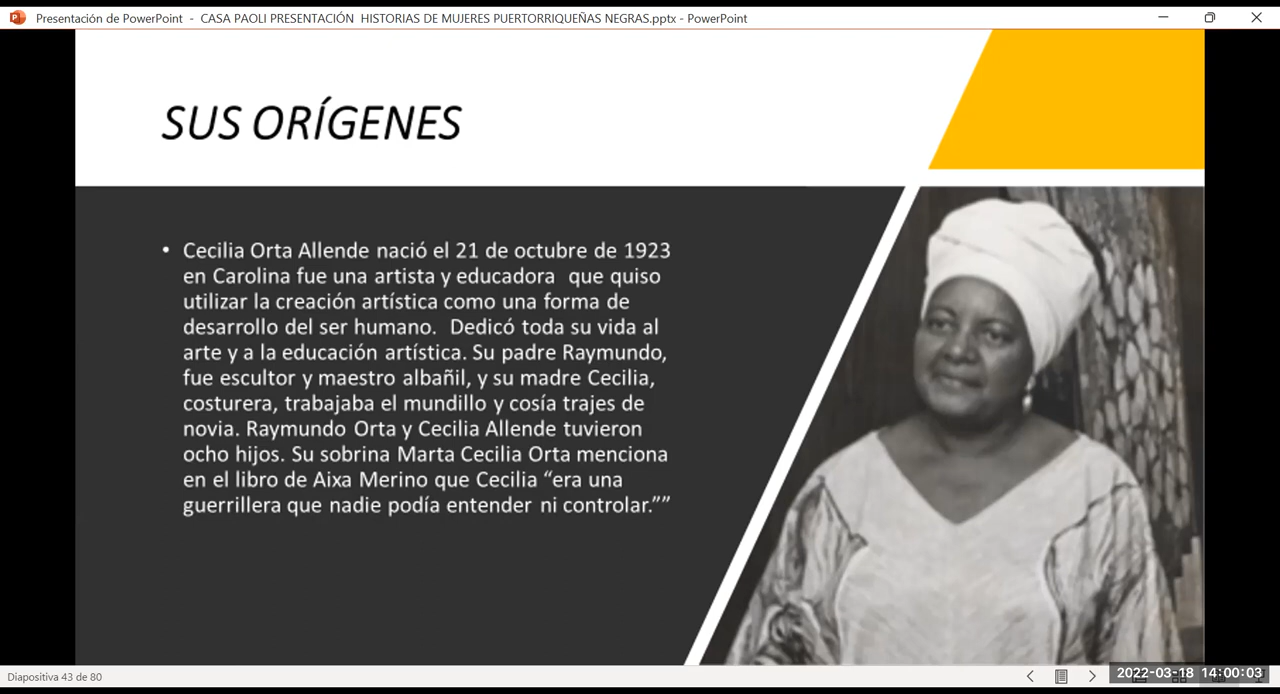 Presentación de PowerPoint - CASA PAOLI PRESENTACIÓN HISTORIAS DE MUJERES PUERTORRIQUEÑAS NEGRAS.pptx - PowerPoint
SUS ORÍGENES
• Cecilia Orta Allende nació el 21 de octubre de 1923
en Carolina fue una artista y educadora que quiso
utilizar la creación artística como una forma de
desarrollo del ser humano. Dedicó toda su vida al
arte y a la educación artística. Su padre Raymundo,
fue escultor y maestro albañil, y su madre Cecilia,
costurera, trabajaba el mundillo y cosía trajes de
novia. Raymundo Orta y Cecilia Allende tuvieron
ocho hijos. Su sobrina Marta Cecilia Orta menciona
en el libro de Aixa Merino que Cecilia “era una
guerrillera que nadie podía entender ni controlar.””
Diapositiva 43 de 80
2022-03-18 14:00:03